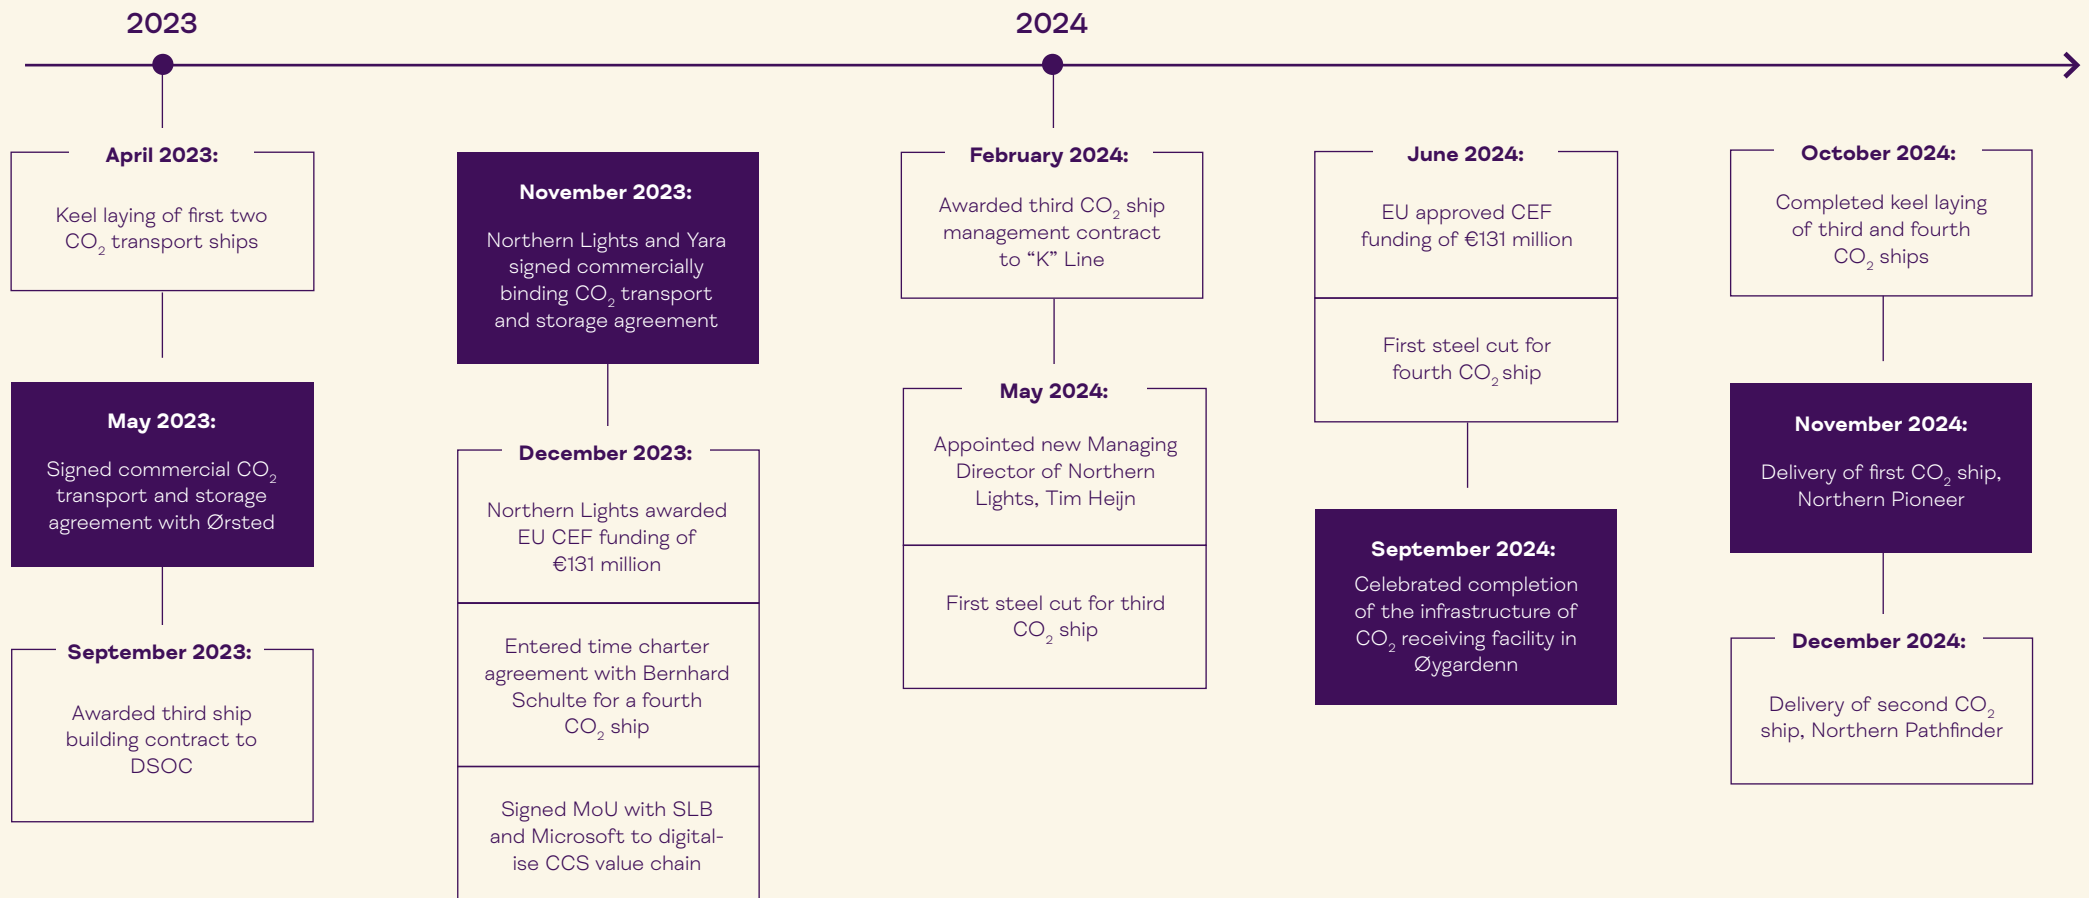 2023
2024
April 2023:
Keel laying of first two
CO₂ transport ships
May 2023:
Signed commercial CO₂
transport and storage
agreement with Ørsted
September 2023:
Awarded third ship
building contract to
DSOC
November 2023:
Northern Lights and Yara
signed commercially
binding CO₂ transport
and storage agreement
December 2023:
Northern Lights awarded
EU CEF funding of
€131 million
Entered time charter
agreement with Bernhard
Schulte for a fourth
CO₂ ship
Signed MoU with SLB
and Microsoft to digital-
ise CCS value chain
February 2024:
Awarded third CO₂ ship
management contract
to “K” Line
May 2024:
Appointed new Managing
Director of Northern
Lights, Tim Heijn
First steel cut for third
CO₂ ship
June 2024:
EU approved CEF
funding of €131 million
First steel cut for
fourth CO₂ ship
September 2024:
Celebrated completion
of the infrastructure of
CO₂ receiving facility in
Øygardenn
October 2024:
Completed keel laying
of third and fourth
CO₂ ships
November 2024:
Delivery of first CO₂ ship,
Northern Pioneer
December 2024:
Delivery of second CO₂
ship, Northern Pathfinder